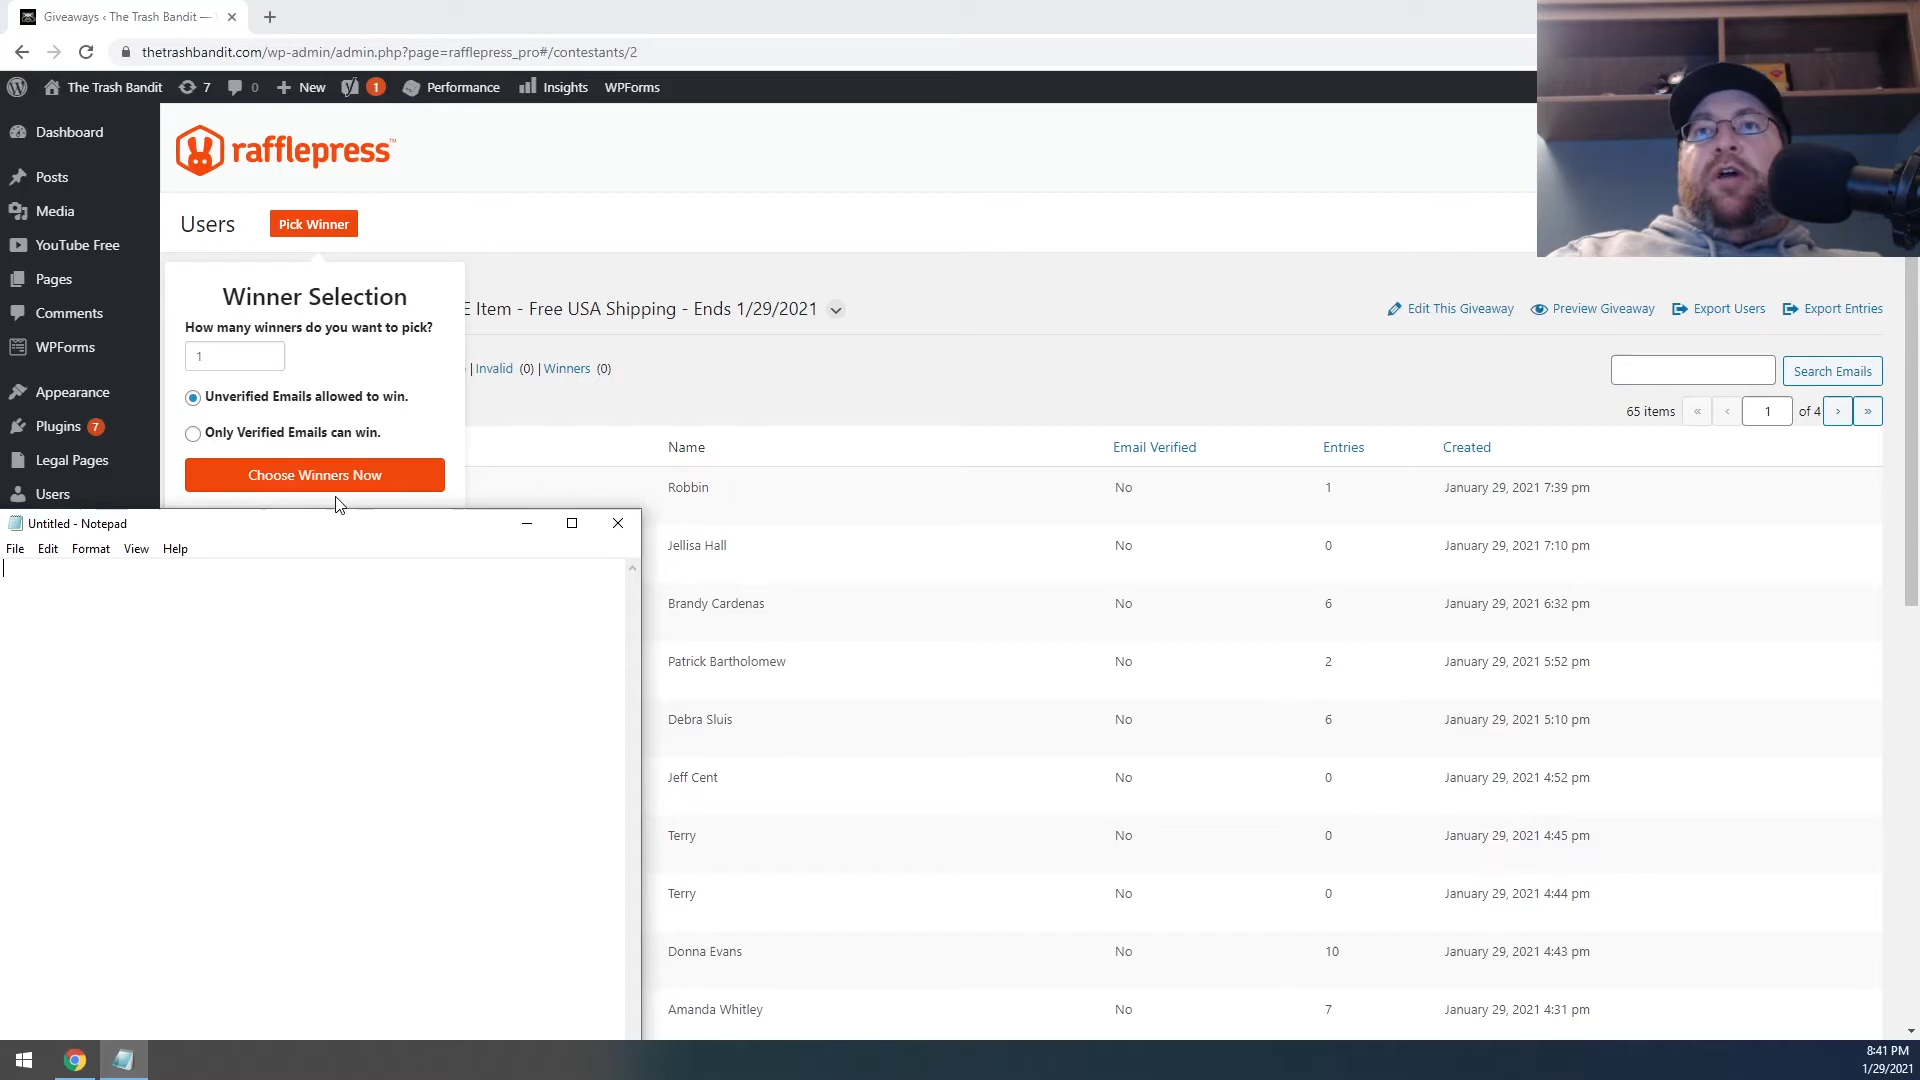 Giveaways ‹ The Trash Bandit —
thetrashbandit.com/wp-admin/admin.php?page=rafflepress_pro#/contestants/2
The Trash Bandit 7 0 New 1 Performance Insights WPForms
Dashboard
Posts
Media
YouTube Free
Pages
Comments
WPForms
Appearance
Plugins 7
Legal Pages
Users
rafflepress™
Users Pick Winner
Winner Selection
How many winners do you want to pick?
1
Unverified Emails allowed to win.
Only Verified Emails can win.
Choose Winners Now
E Item - Free USA Shipping - Ends 1/29/2021
Edit This Giveaway Preview Giveaway Export Users Export Entries
| Invalid (0) | Winners (0)
Search Emails
65 items « ‹ 1 of 4 › »
Name Email Verified Entries Created
Robbin No 1 January 29, 2021 7:39 pm
Jellisa Hall No 0 January 29, 2021 7:10 pm
Brandy Cardenas No 6 January 29, 2021 6:32 pm
Patrick Bartholomew No 2 January 29, 2021 5:52 pm
Debra Sluis No 6 January 29, 2021 5:10 pm
Jeff Cent No 0 January 29, 2021 4:52 pm
Terry No 0 January 29, 2021 4:45 pm
Terry No 0 January 29, 2021 4:44 pm
Donna Evans No 10 January 29, 2021 4:43 pm
Amanda Whitley No 7 January 29, 2021 4:31 pm
Untitled - Notepad
File Edit Format View Help
8:41 PM
1/29/2021